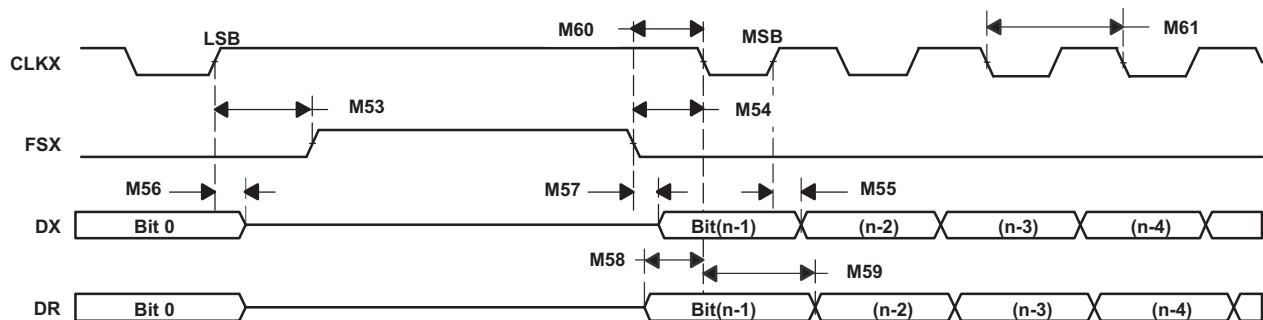 M60
LSB
MSB
M61
CLKX
M53
M54
FSX
M56
M57
M55
DX
Bit 0
Bit(n-1)
(n-2)
(n-3)
(n-4)
M58
M59
DR
Bit 0
Bit(n-1)
(n-2)
(n-3)
(n-4)